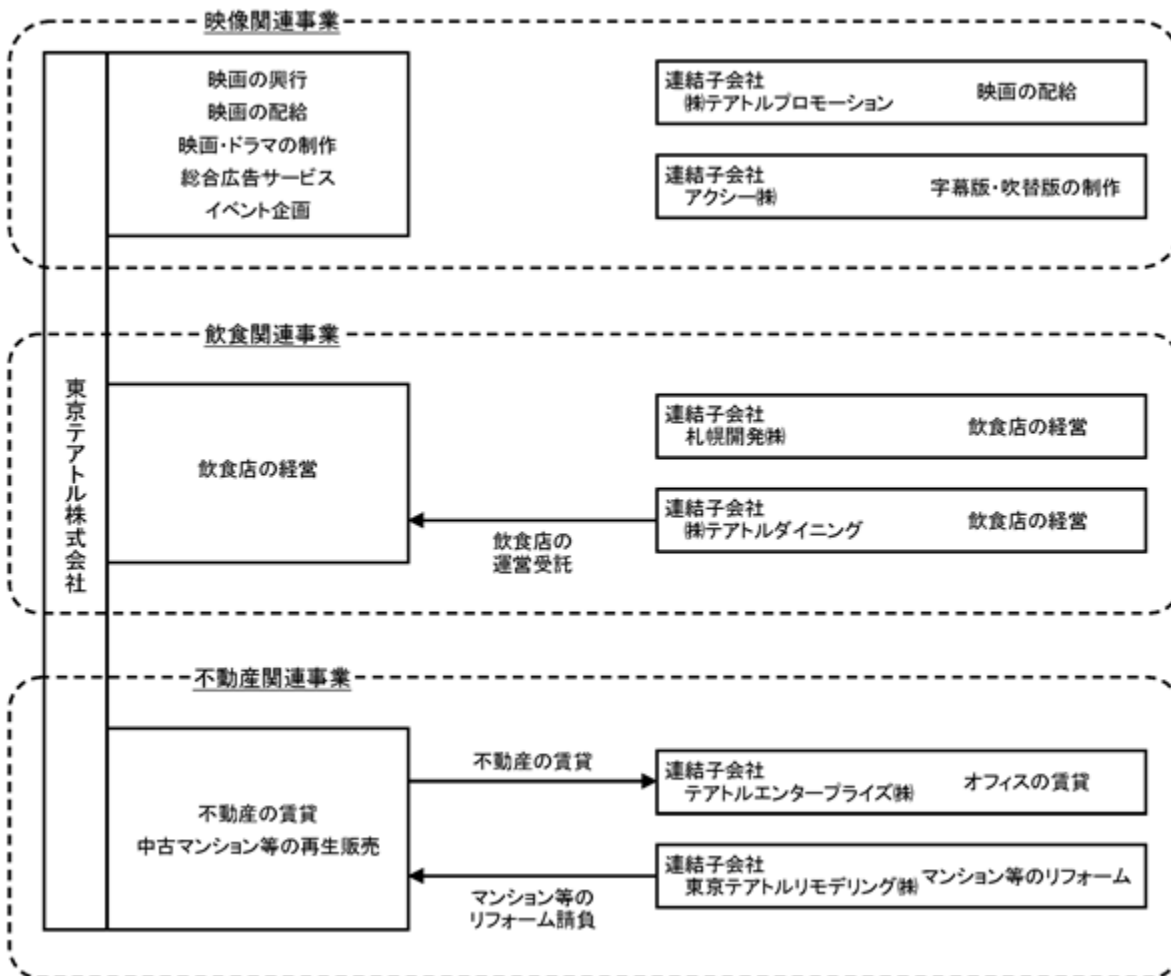 映像関連事業
映画の興行
映画の配給
映画・ドラマの制作
総合広告サービス
イベント企画
連結子会社
㈱テアトルプロモーション
映画の配給
連結子会社
アクシー㈱
字幕版・吹替版の制作
東京テアトル株式会社
飲食関連事業
飲食店の経営
連結子会社
札幌開発㈱
飲食店の経営
連結子会社
㈱テアトルダイニング
飲食店の経営
飲食店の
運営受託
不動産関連事業
不動産の賃貸
中古マンション等の再生販売
不動産の賃貸
連結子会社
テアトルエンタープライズ㈱
オフィスの賃貸
連結子会社
東京テアトルリモデリング㈱
マンション等のリフォーム
マンション等の
リフォーム請負